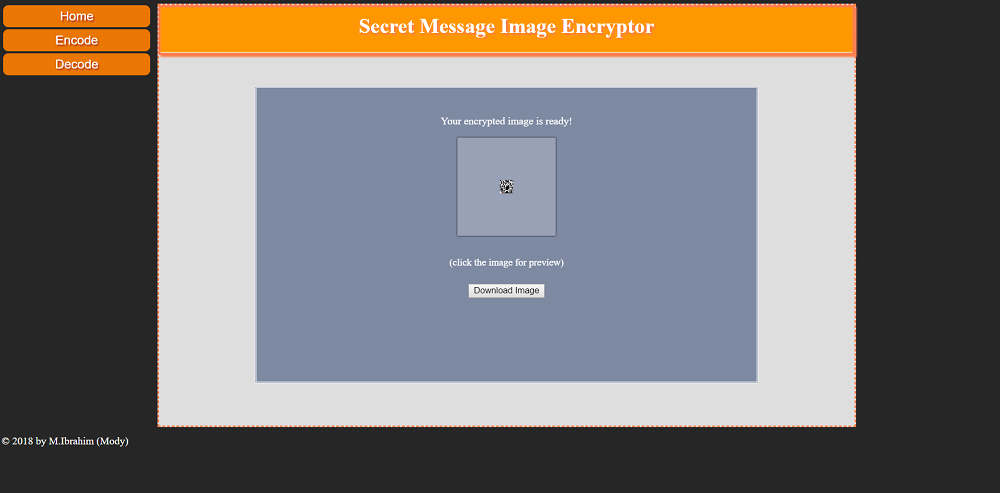 Home
Encode
Decode
Secret Message Image Encryptor
Your encrypted image is ready!
(click the image for preview)
Download Image
© 2018 by M.Ibrahim (Mody)